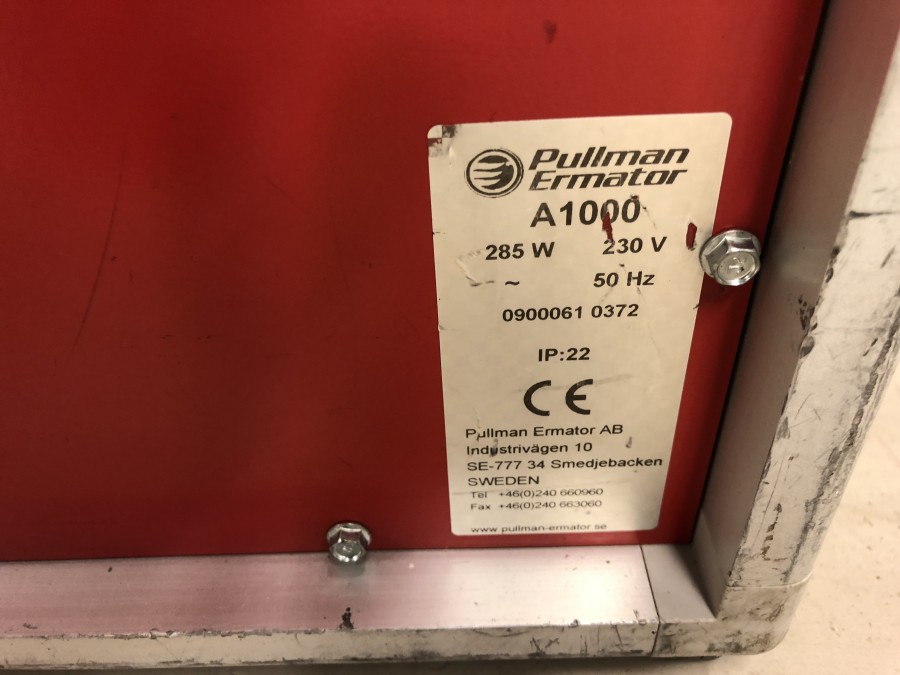 Pullman
Ermator
A1000
285 W 230 V
~ 50 Hz
0900061 0372
IP:22
CE
Pullman Ermator AB
Industrivägen 10
SE-777 34 Smedjebacken
SWEDEN
Tel +46(0)240 660960
Fax +46(0)240 663060
www.pullman-ermator.se